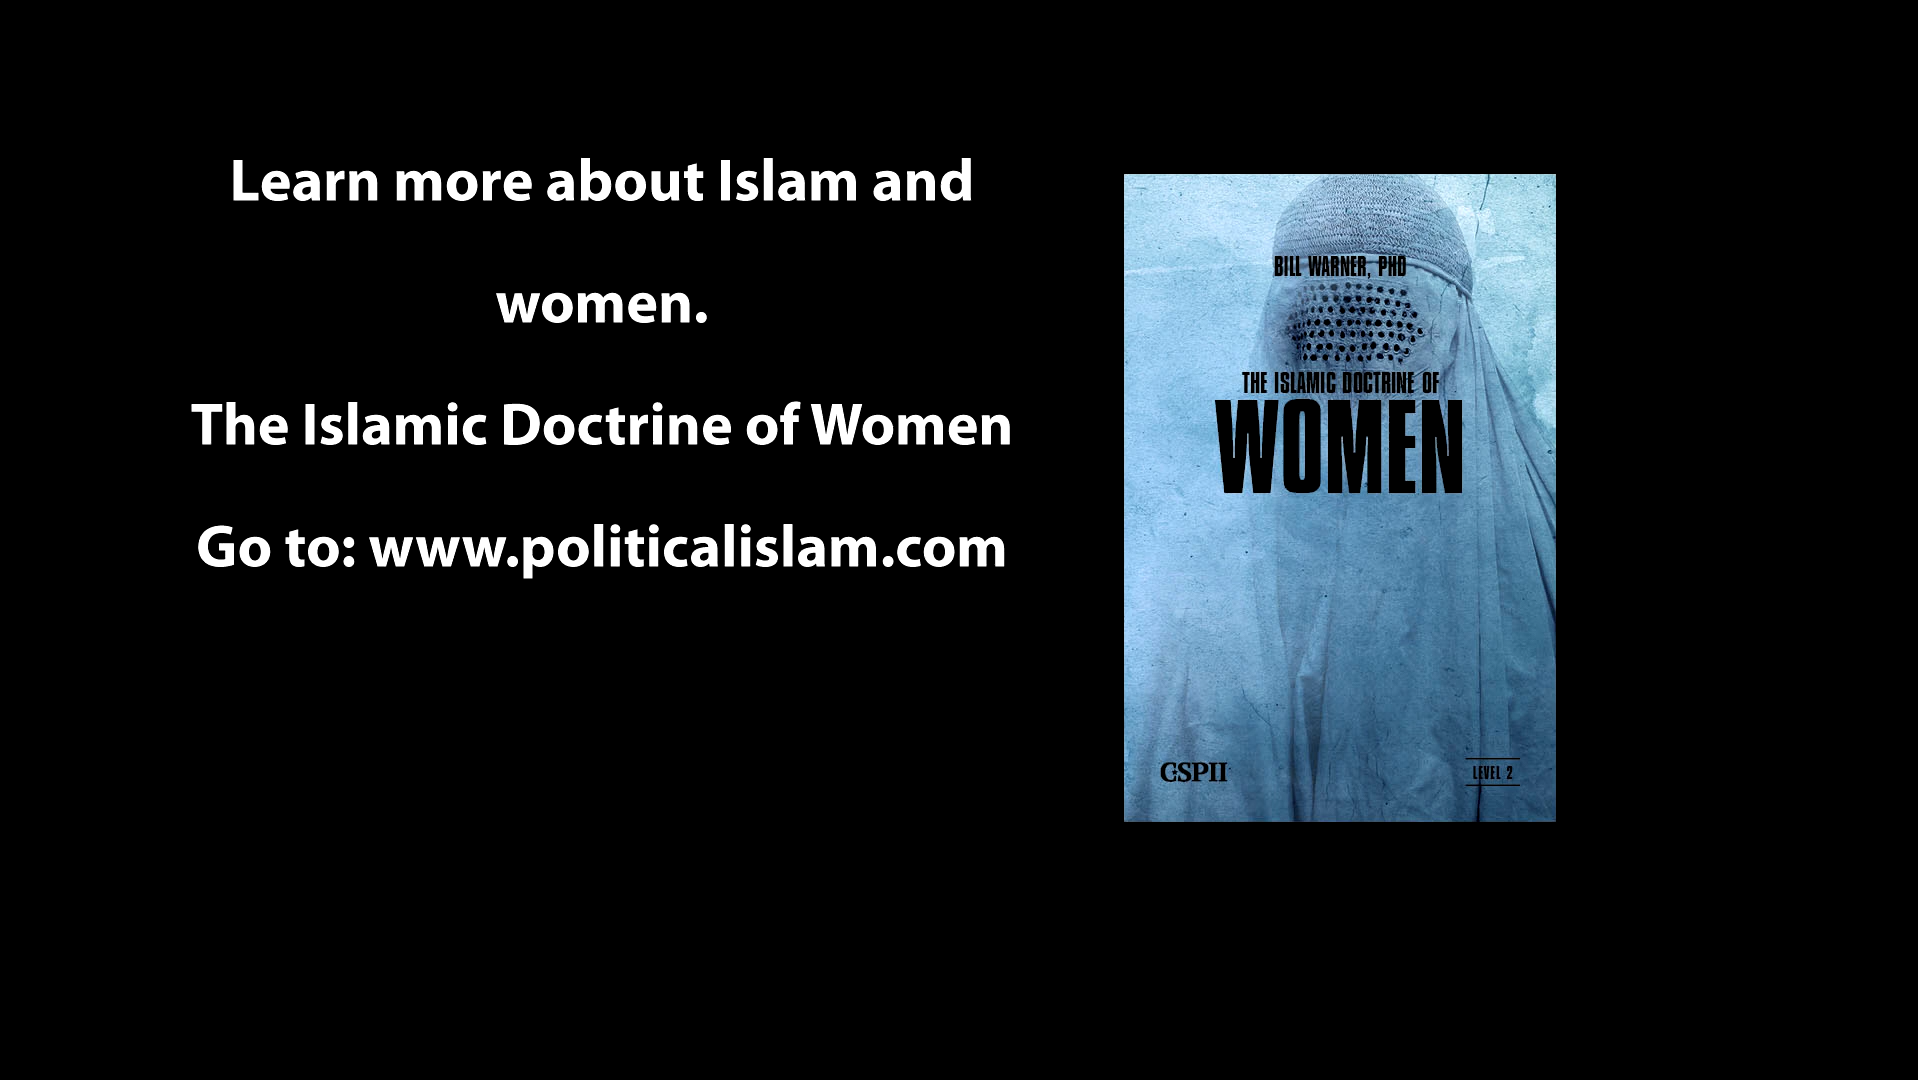 Learn more about Islam and
women.
The Islamic Doctrine of Women
Go to: www.politicalislam.com
BILL WARNER, PHD
THE ISLAMIC DOCTRINE OF
WOMEN
CSPII
LEVEL 2